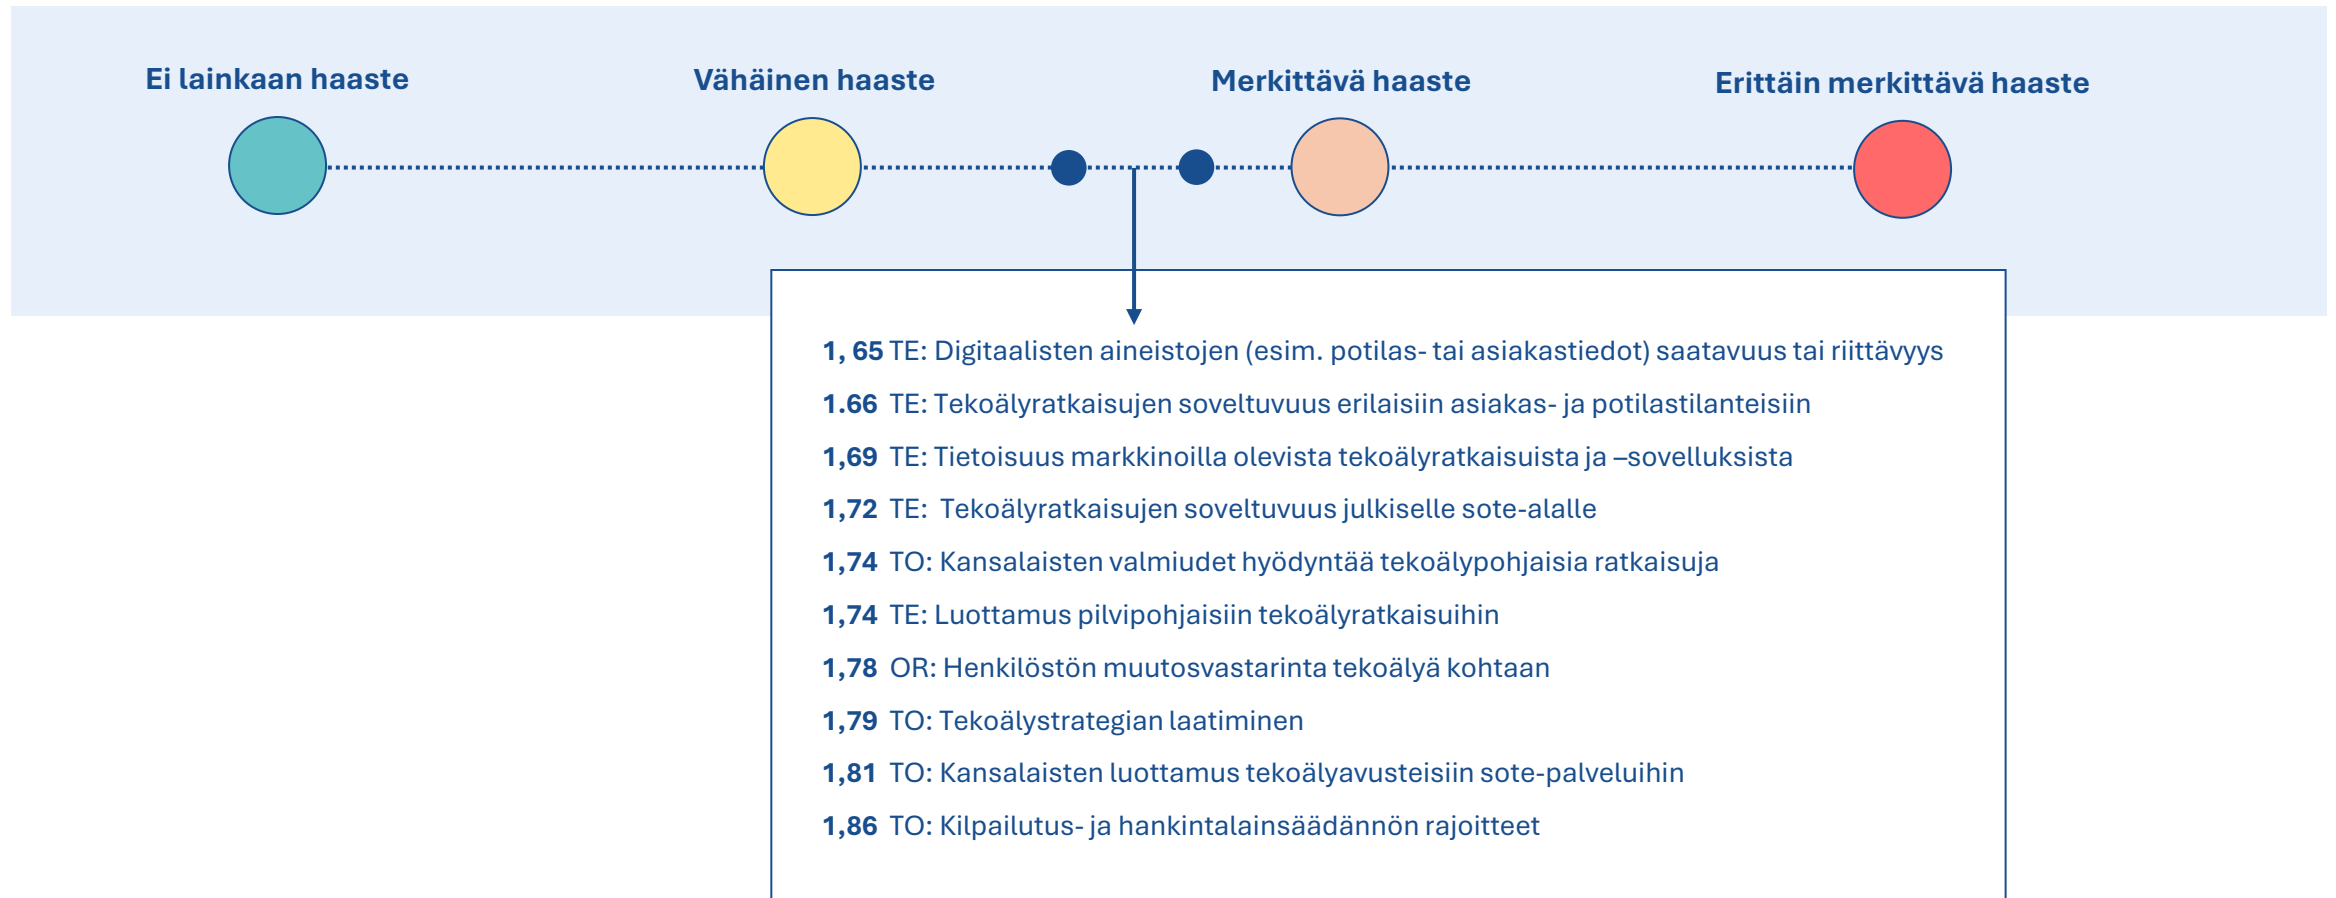 Ei lainkaan haaste
Vähäinen haaste
Merkittävä haaste
Erittäin merkittävä haaste
1, 65 TE: Digitaalisten aineistojen (esim. potilas- tai asiakastiedot) saatavuus tai riittävyys
1.66 TE: Tekoälyratkaisujen soveltuvuus erilaisiin asiakas- ja potilastilanteisiin
1,69 TE: Tietoisuus markkinoilla olevista tekoälyratkaisuista ja –sovelluksista
1,72 TE: Tekoälyratkaisujen soveltuvuus julkiselle sote-alalle
1,74 TO: Kansalaisten valmiudet hyödyntää tekoälypohjaisia ratkaisuja
1,74 TE: Luottamus pilvipohjaisiin tekoälyratkaisuihin
1,78 OR: Henkilöstön muutosvastarinta tekoälyä kohtaan
1,79 TO: Tekoälystrategian laatiminen
1,81 TO: Kansalaisten luottamus tekoälyavusteisiin sote-palveluihin
1,86 TO: Kilpailutus- ja hankintalainsäädännön rajoitteet